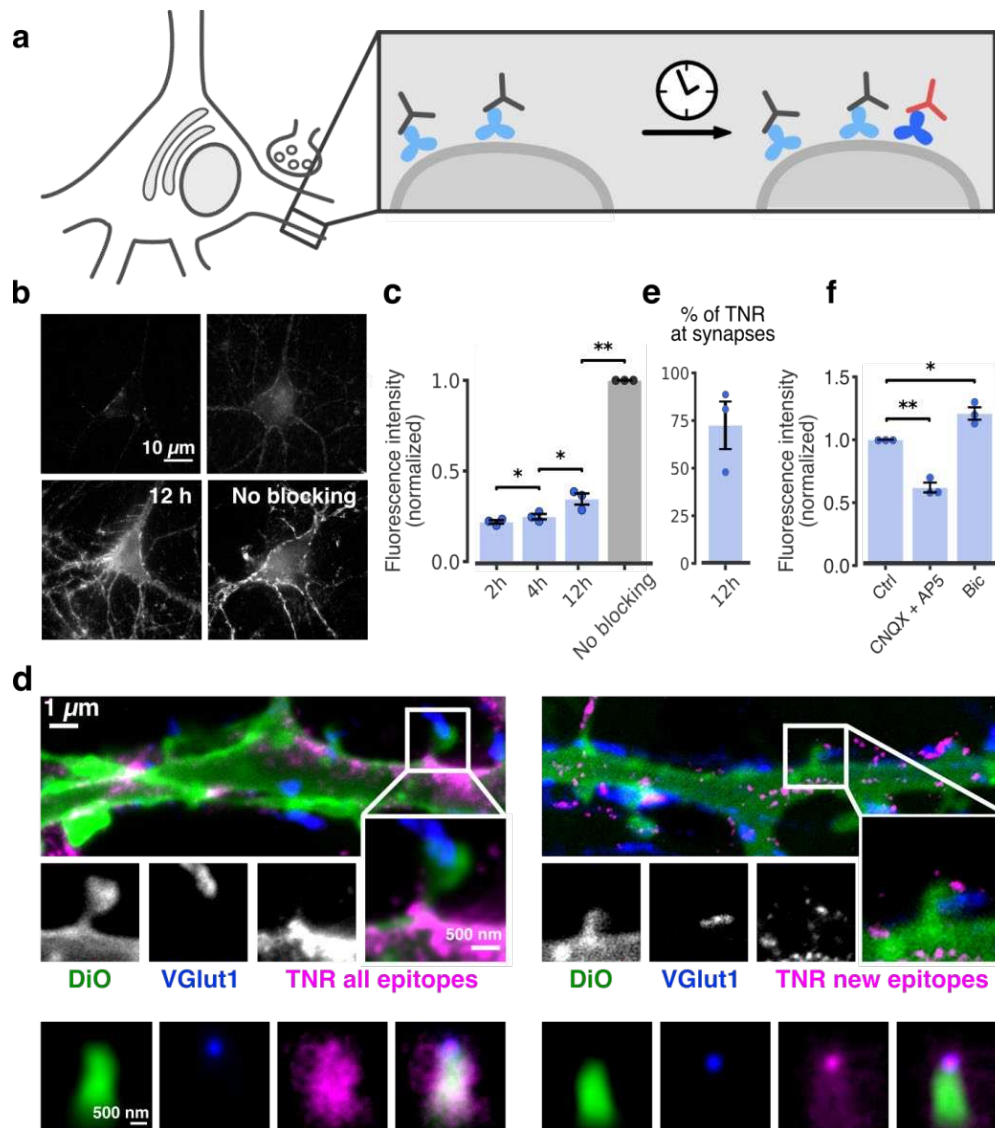 a
b
10 µm
12 h
No blocking
c
Fluorescence intensity
(normalized)
1.0
0.5
0.0
*
*
**
2h
4h
12h
No blocking
e
% of TNR
at synapses
100
75
50
25
0
12h
f
Fluorescence intensity
(normalized)
1.5
1.0
0.5
0.0
*
**
Ctrl
CNQX + AP5
Bic
d
1 µm
500 nm
DiO VGlut1 TNR all epitopes
DiO VGlut1 TNR new epitopes
500 nm